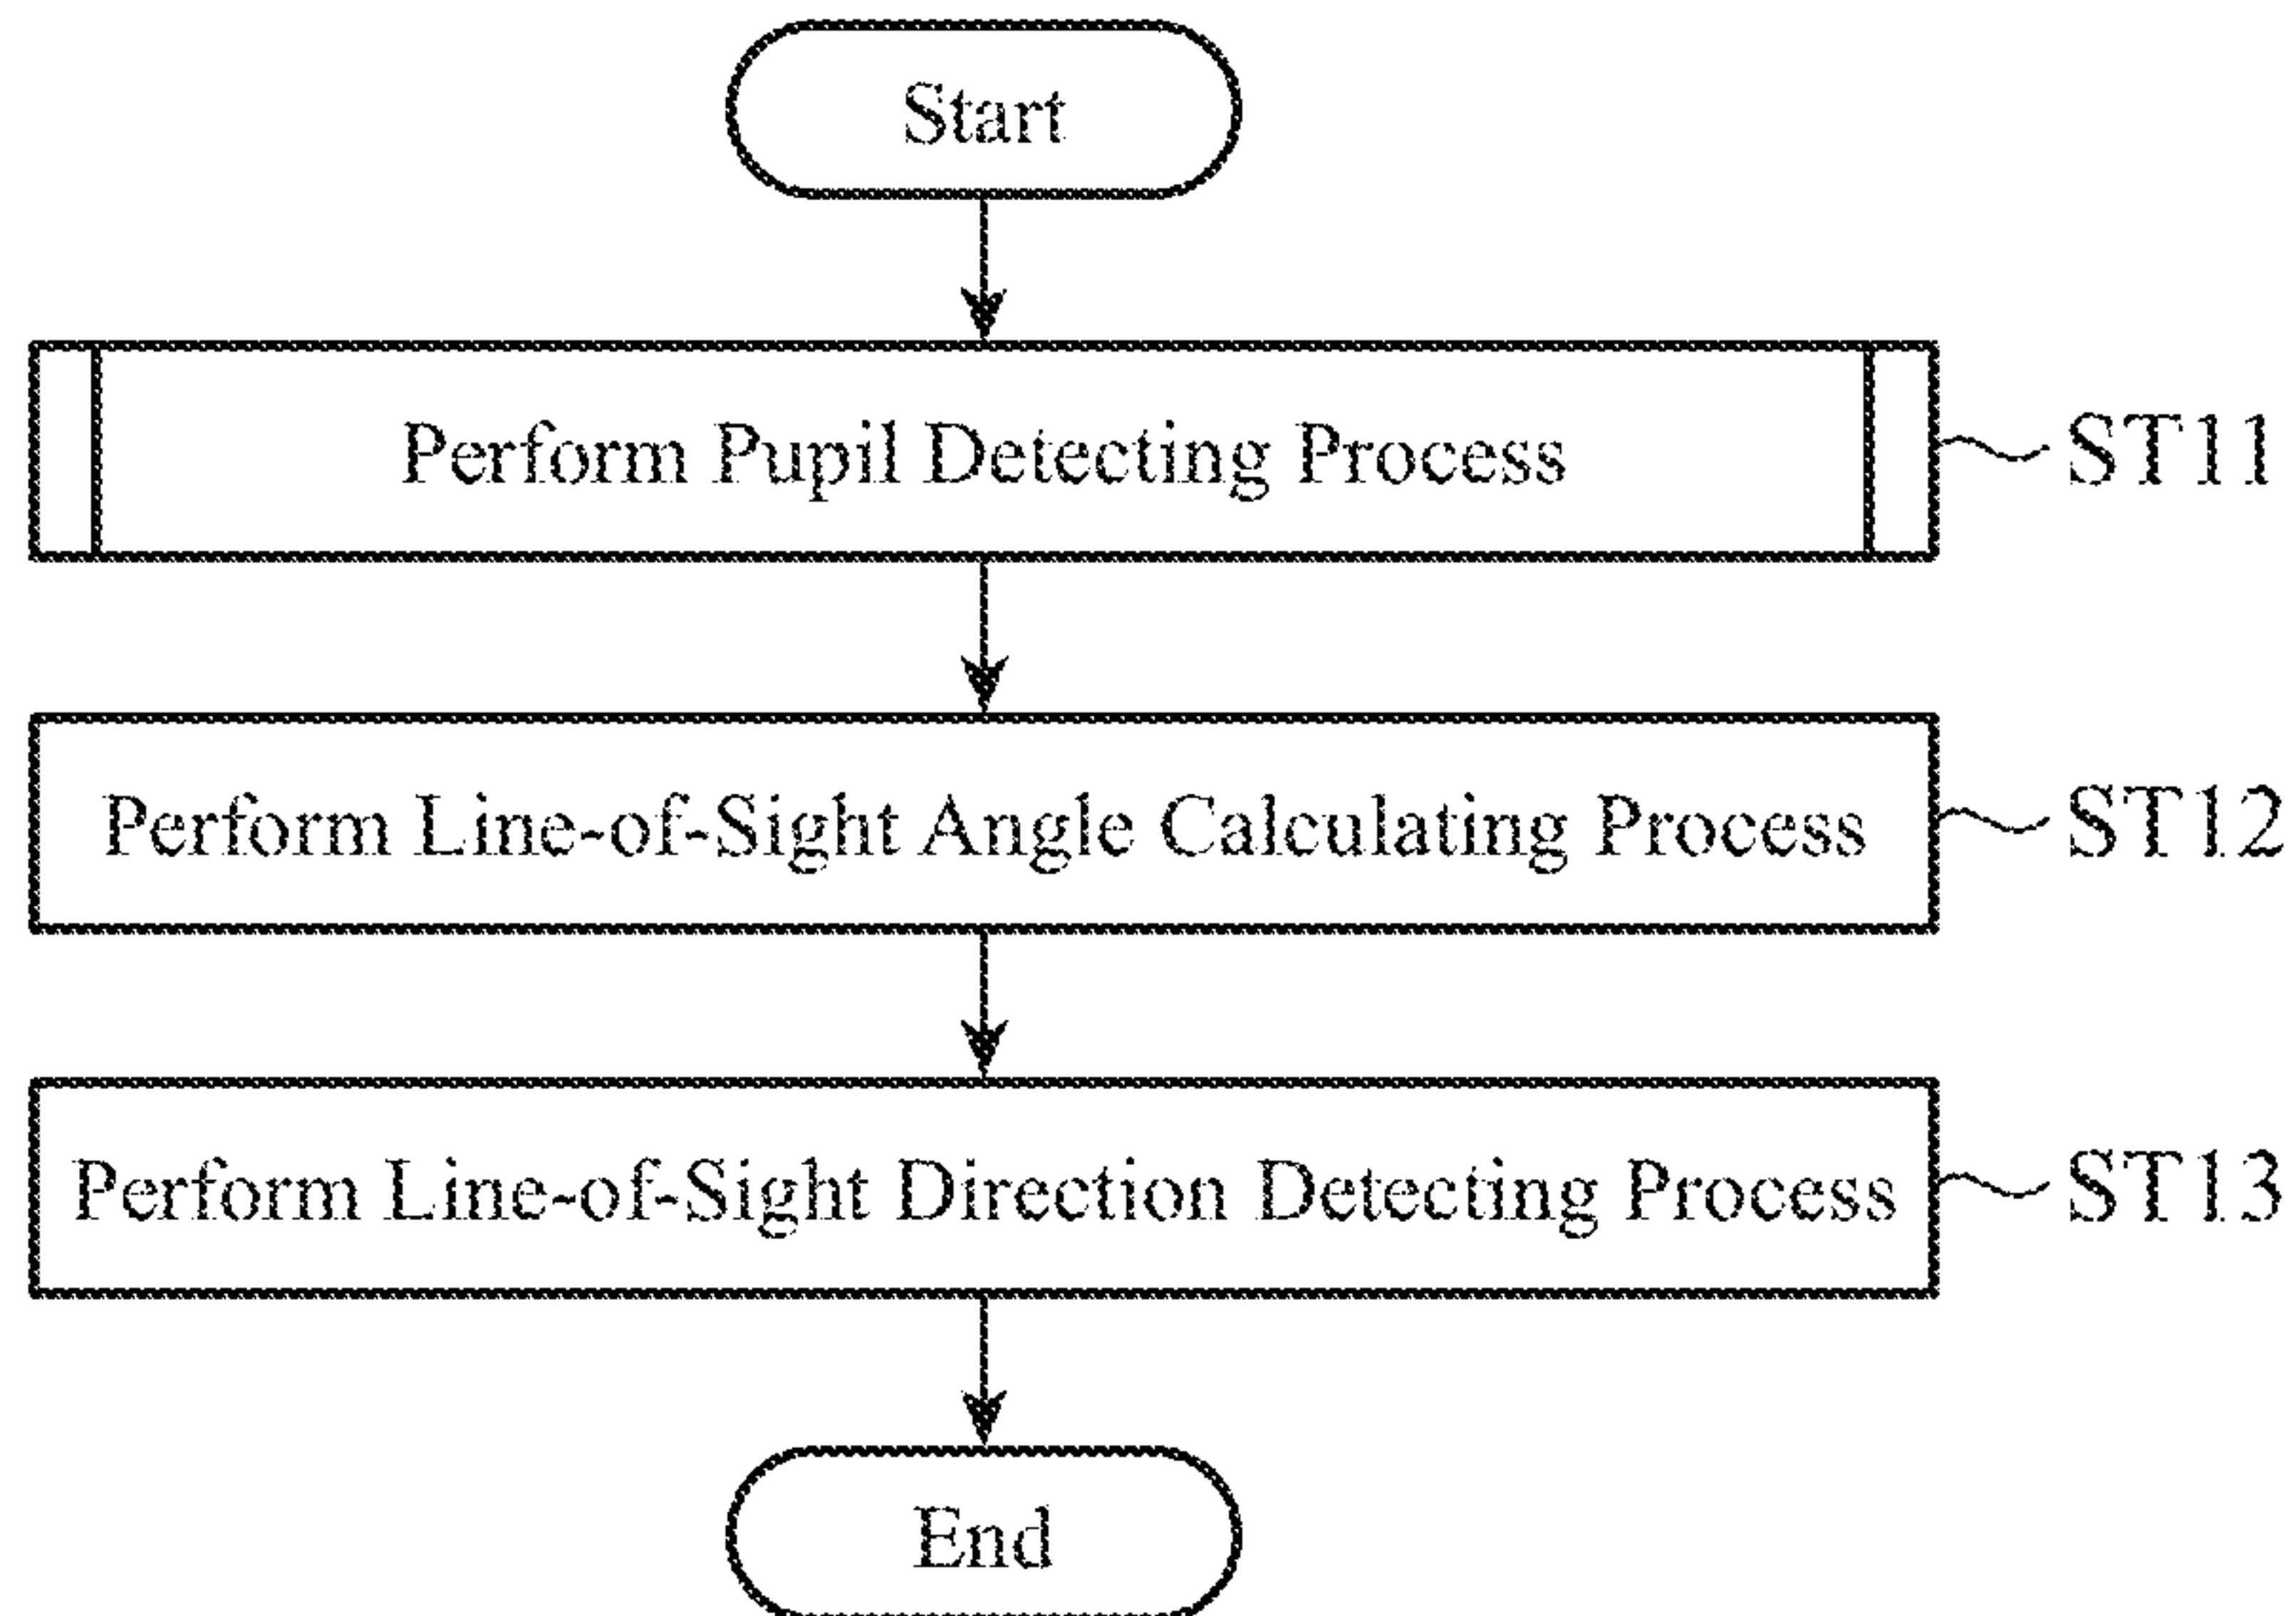 Start
Perform Pupil Detecting Process
ST11
Perform Line-of-Sight Angle Calculating Process
ST12
Perform Line-of-Sight Direction Detecting Process
ST13
End